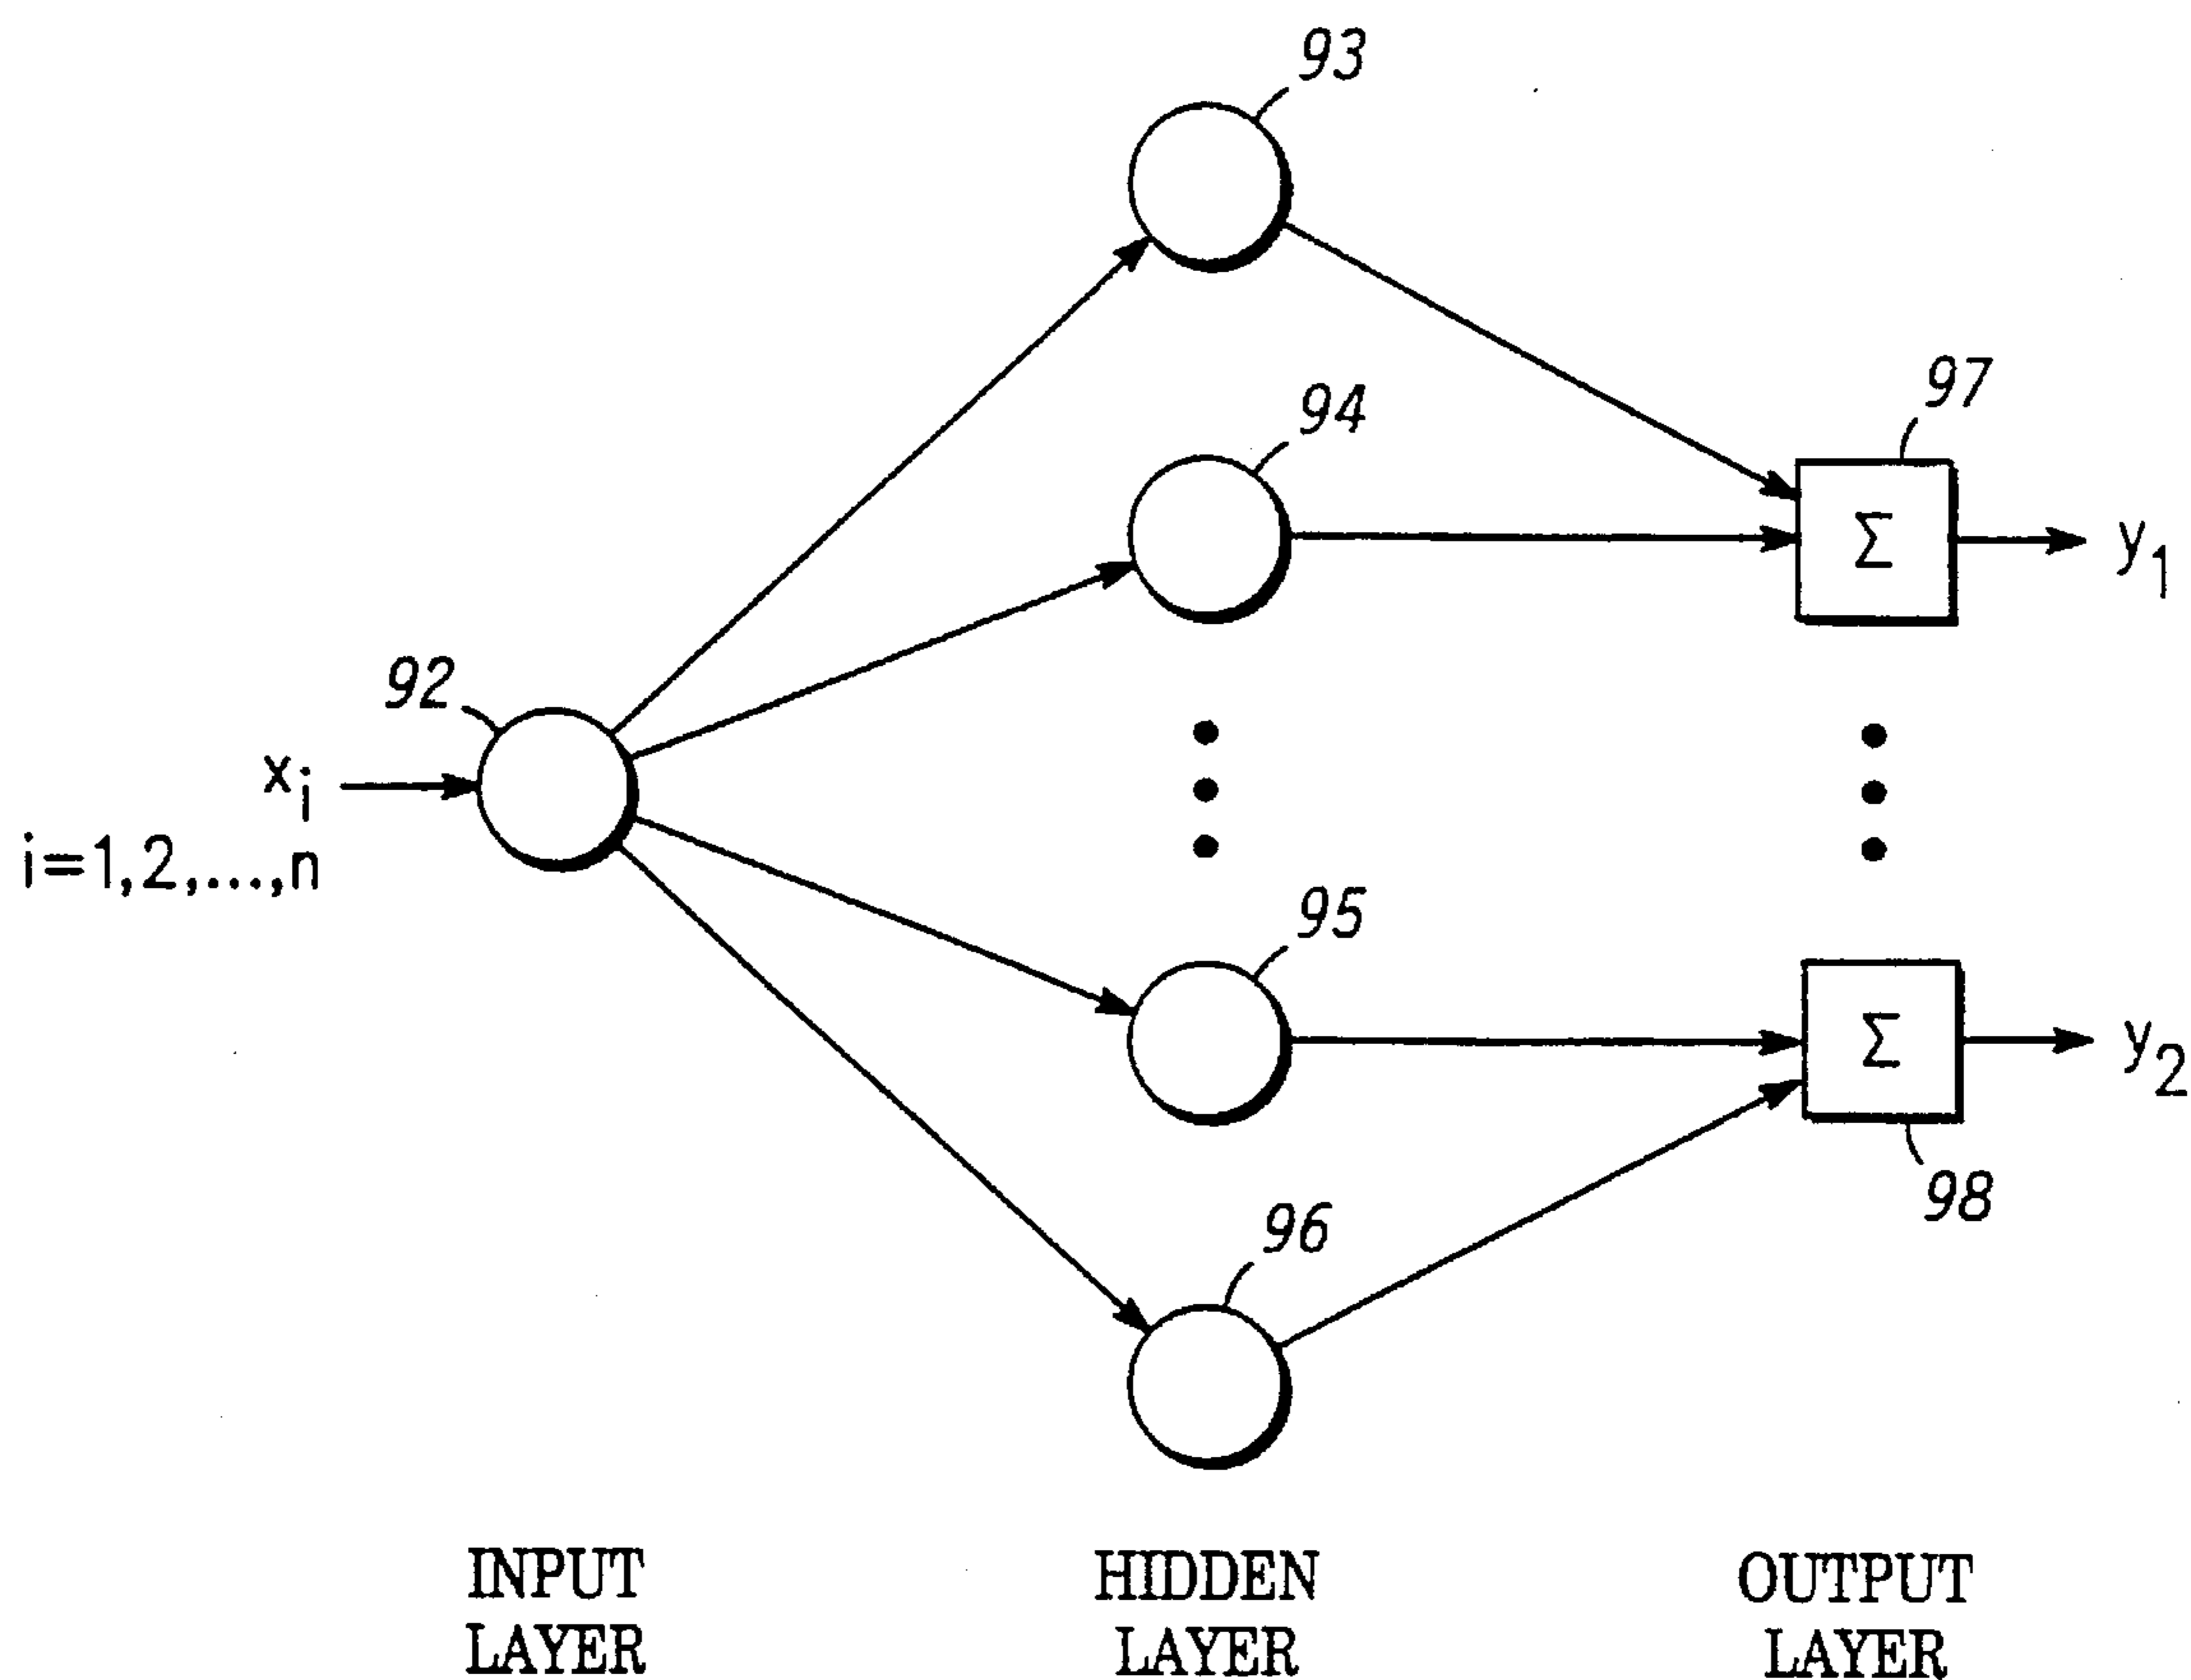 93
94
97
Σ
y1
92
xi
i=1,2,...,n
95
Σ
y2
98
96
INPUT
LAYER
HIDDEN
LAYER
OUTPUT
LAYER